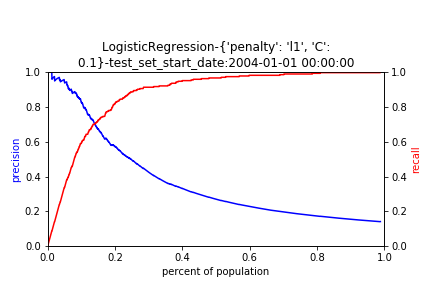 LogisticRegression-{'penalty': 'l1', 'C':
0.1}-test_set_start_date:2004-01-01 00:00:00
1.0
0.8
0.6
0.4
0.2
0.0
precision
1.0
0.8
0.6
0.4
0.2
0.0
recall
0.0 0.2 0.4 0.6 0.8 1.0
percent of population